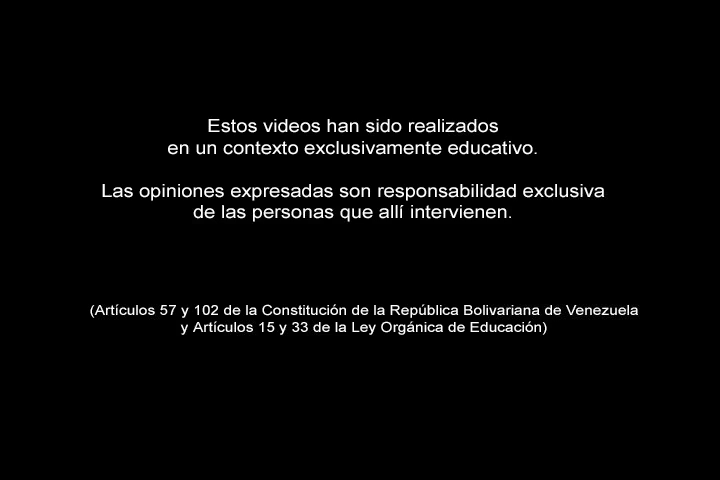 Estos videos han sido realizados
en un contexto exclusivamente educativo.
Las opiniones expresadas son responsabilidad exclusiva
de las personas que allí intervienen.
(Artículos 57 y 102 de la Constitución de la República Bolivariana de Venezuela
y Artículos 15 y 33 de la Ley Orgánica de Educación)